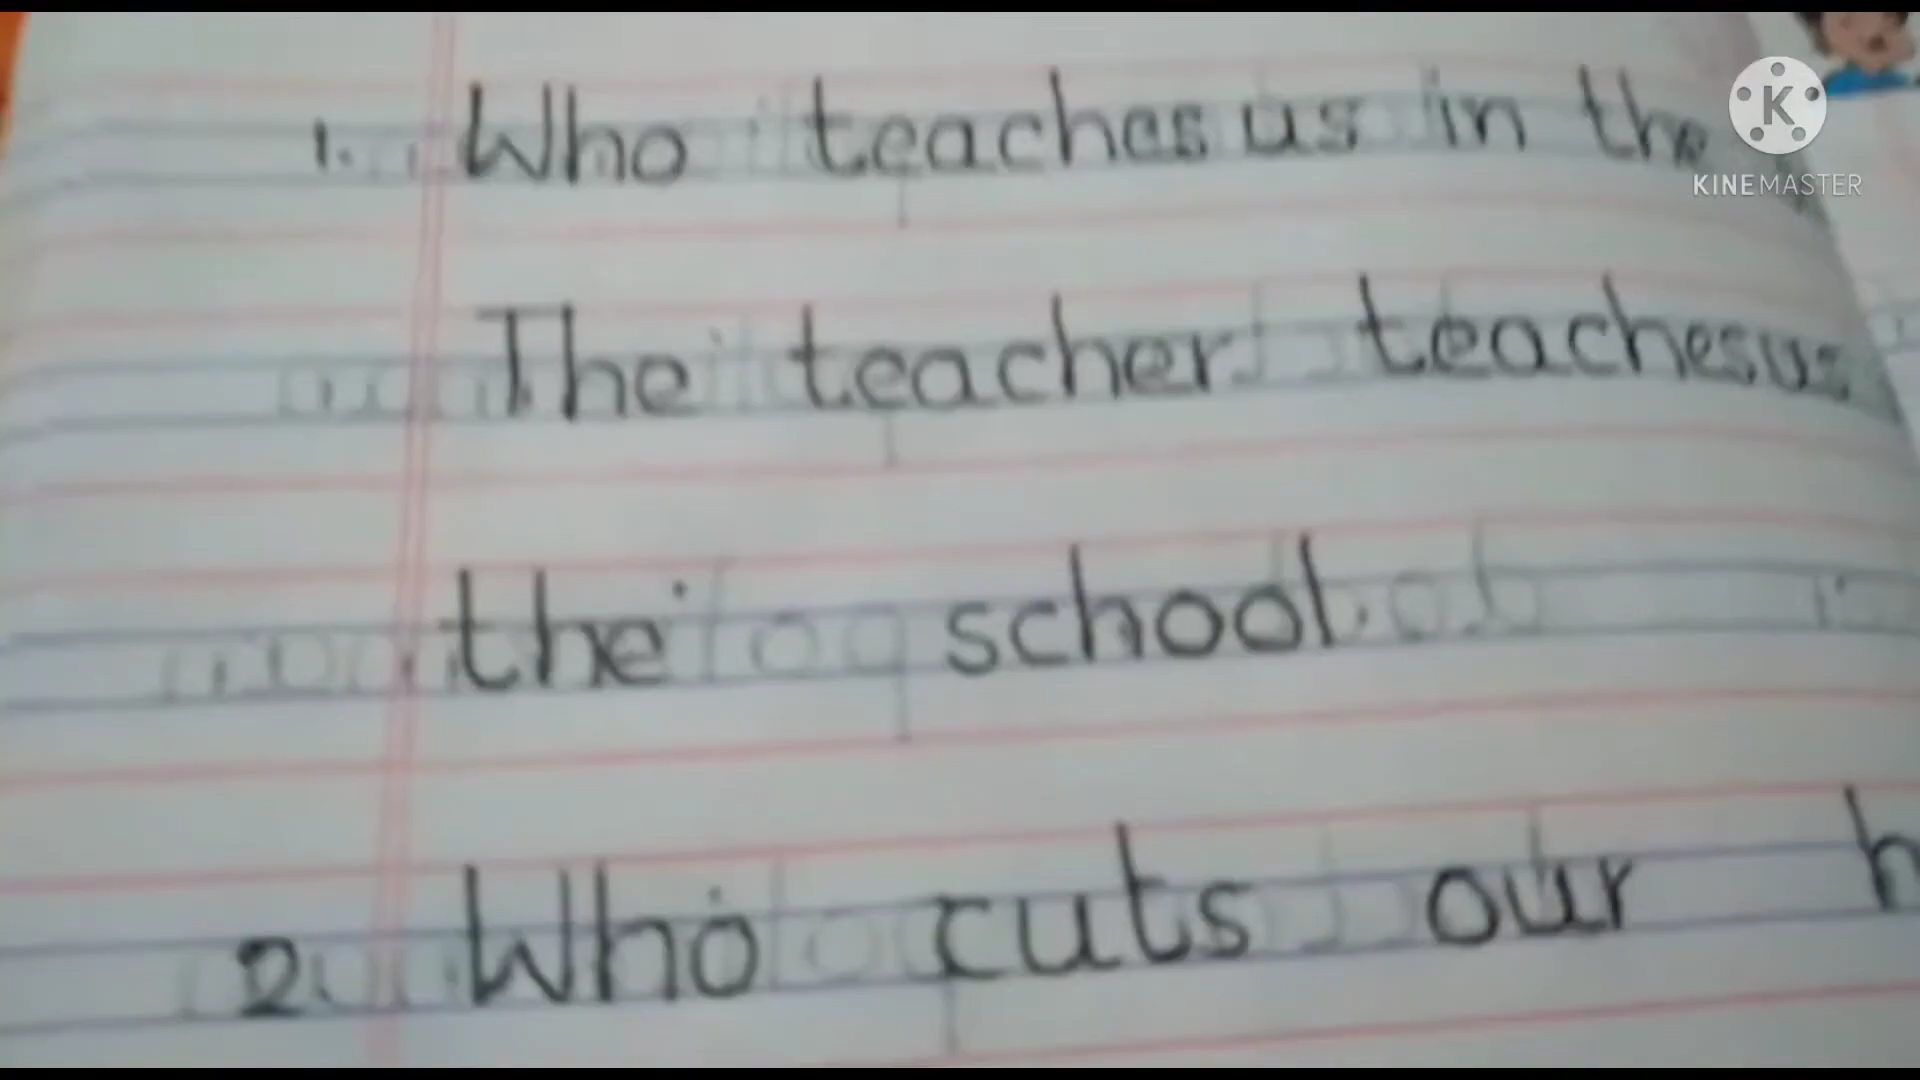 1. Who teaches us in the
KINEMASTER
The teacher teaches us
the school.
2. Who cuts our h